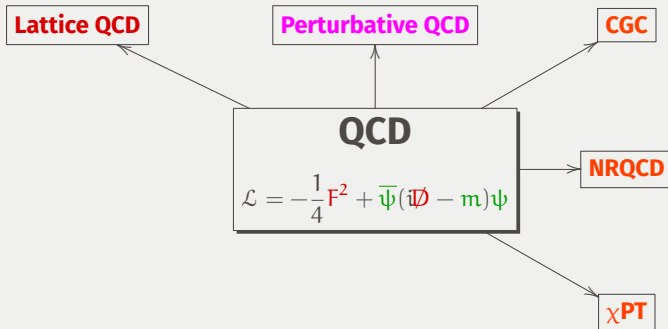 Lattice QCD
Perturbative QCD
CGC
QCD
ℒ = −1/4 F² + ψ̅(iD̸ − m)ψ
NRQCD
χPT